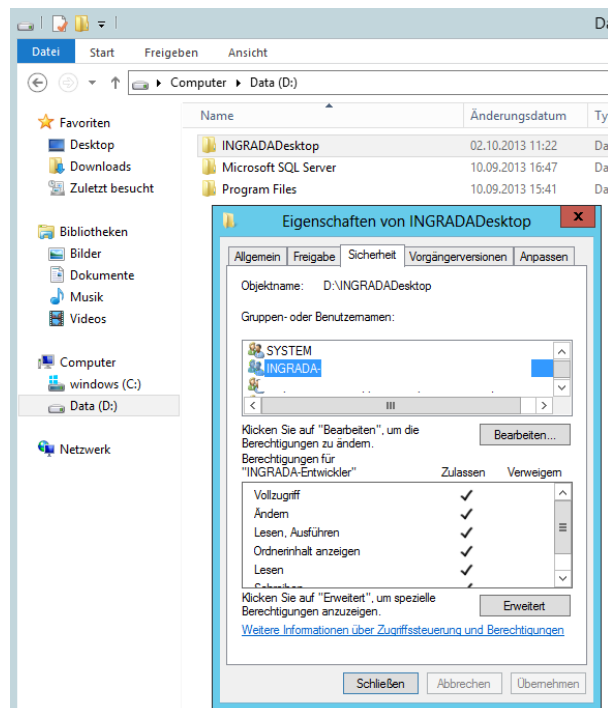 Da
Datei Start Freigeben Ansicht
Computer Data (D:)
Name Änderungsdatum Ty
Favoriten
Desktop
Downloads
Zuletzt besucht
Bibliotheken
Bilder
Dokumente
Musik
Videos
Computer
windows (C:)
Data (D:)
Netzwerk
INGRADADesktop 02.10.2013 11:22 Da
Microsoft SQL Server 10.09.2013 16:47 Da
Program Files 10.09.2013 15:41 Da
Eigenschaften von INGRADADesktop x
Allgemein Freigabe Sicherheit Vorgängerversionen Anpassen
Objektname: D:\INGRADADesktop
Gruppen- oder Benutzernamen:
SYSTEM
INGRADA-
Klicken Sie auf "Bearbeiten", um die
Berechtigungen zu ändern.
Bearbeiten...
Berechtigungen für
"INGRADA-Entwickler" Zulassen Verweigern
Vollzugriff
Ändern
Lesen, Ausführen
Ordnerinhalt anzeigen
Lesen
Schreiben
Klicken Sie auf "Erweitert", um spezielle
Berechtigungen anzuzeigen.
Erweitert
Weitere Informationen über Zugriffssteuerung und Berechtigungen
Schließen Abbrechen Übernehmen